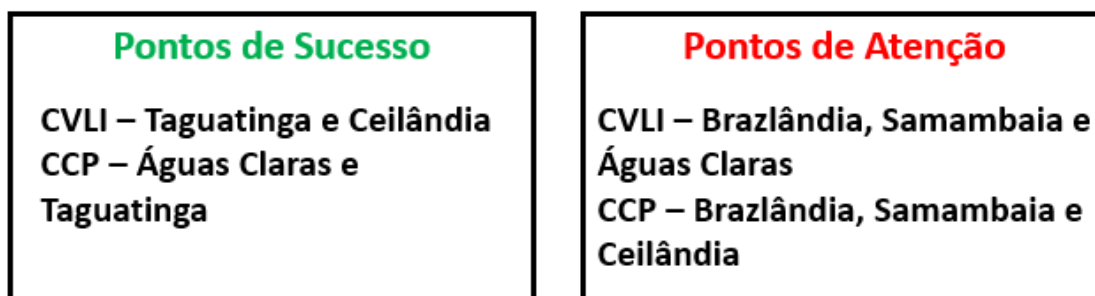 Pontos de Sucesso
CVLI – Taguatinga e Ceilândia
CCP – Águas Claras e
Taguatinga
Pontos de Atenção
CVLI – Brazlândia, Samambaia e
Águas Claras
CCP – Brazlândia, Samambaia e
Ceilândia